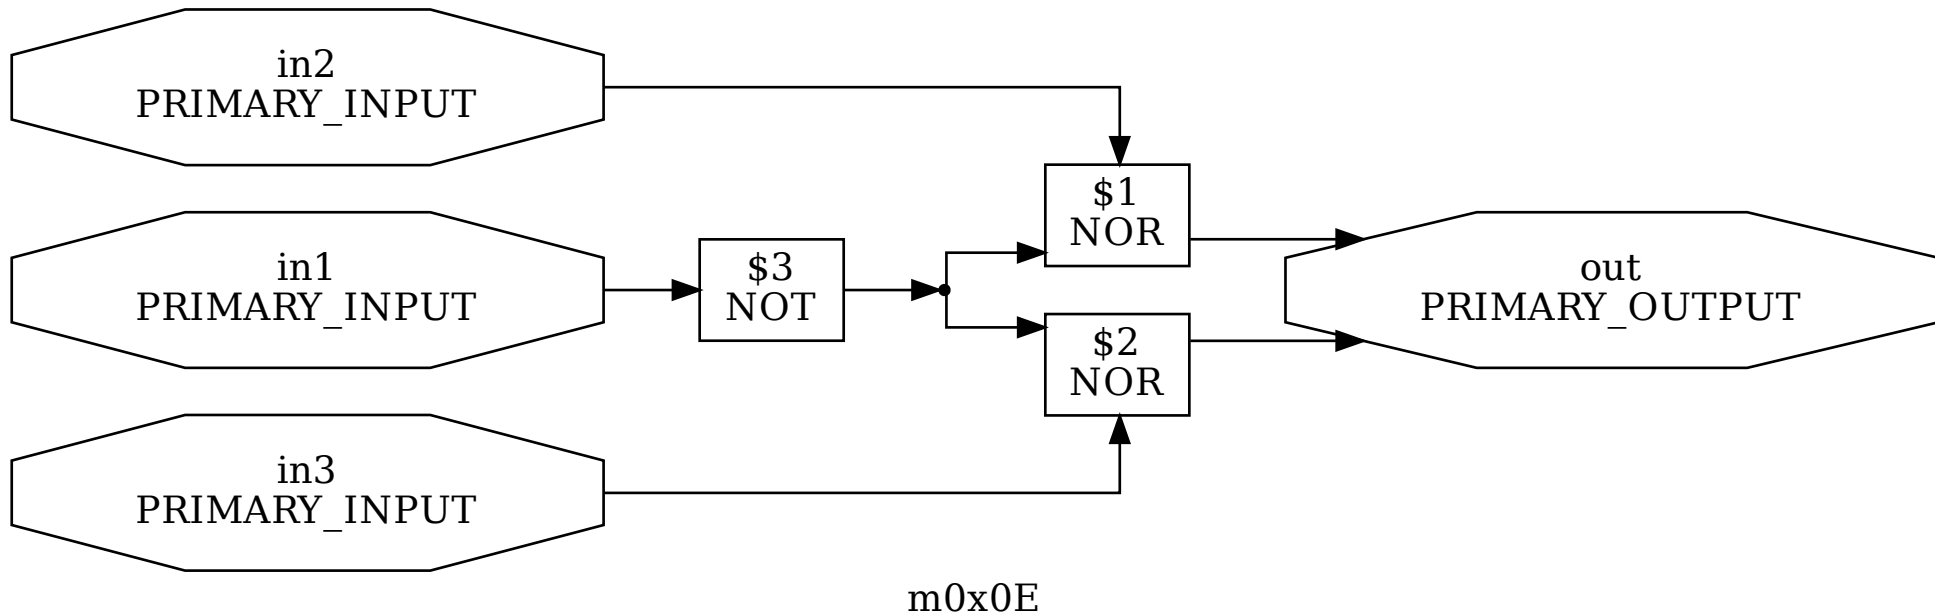 in2
PRIMARY_INPUT
$1
NOR
in1
PRIMARY_INPUT
$3
NOT
out
PRIMARY_OUTPUT
$2
NOR
in3
PRIMARY_INPUT
m0x0E